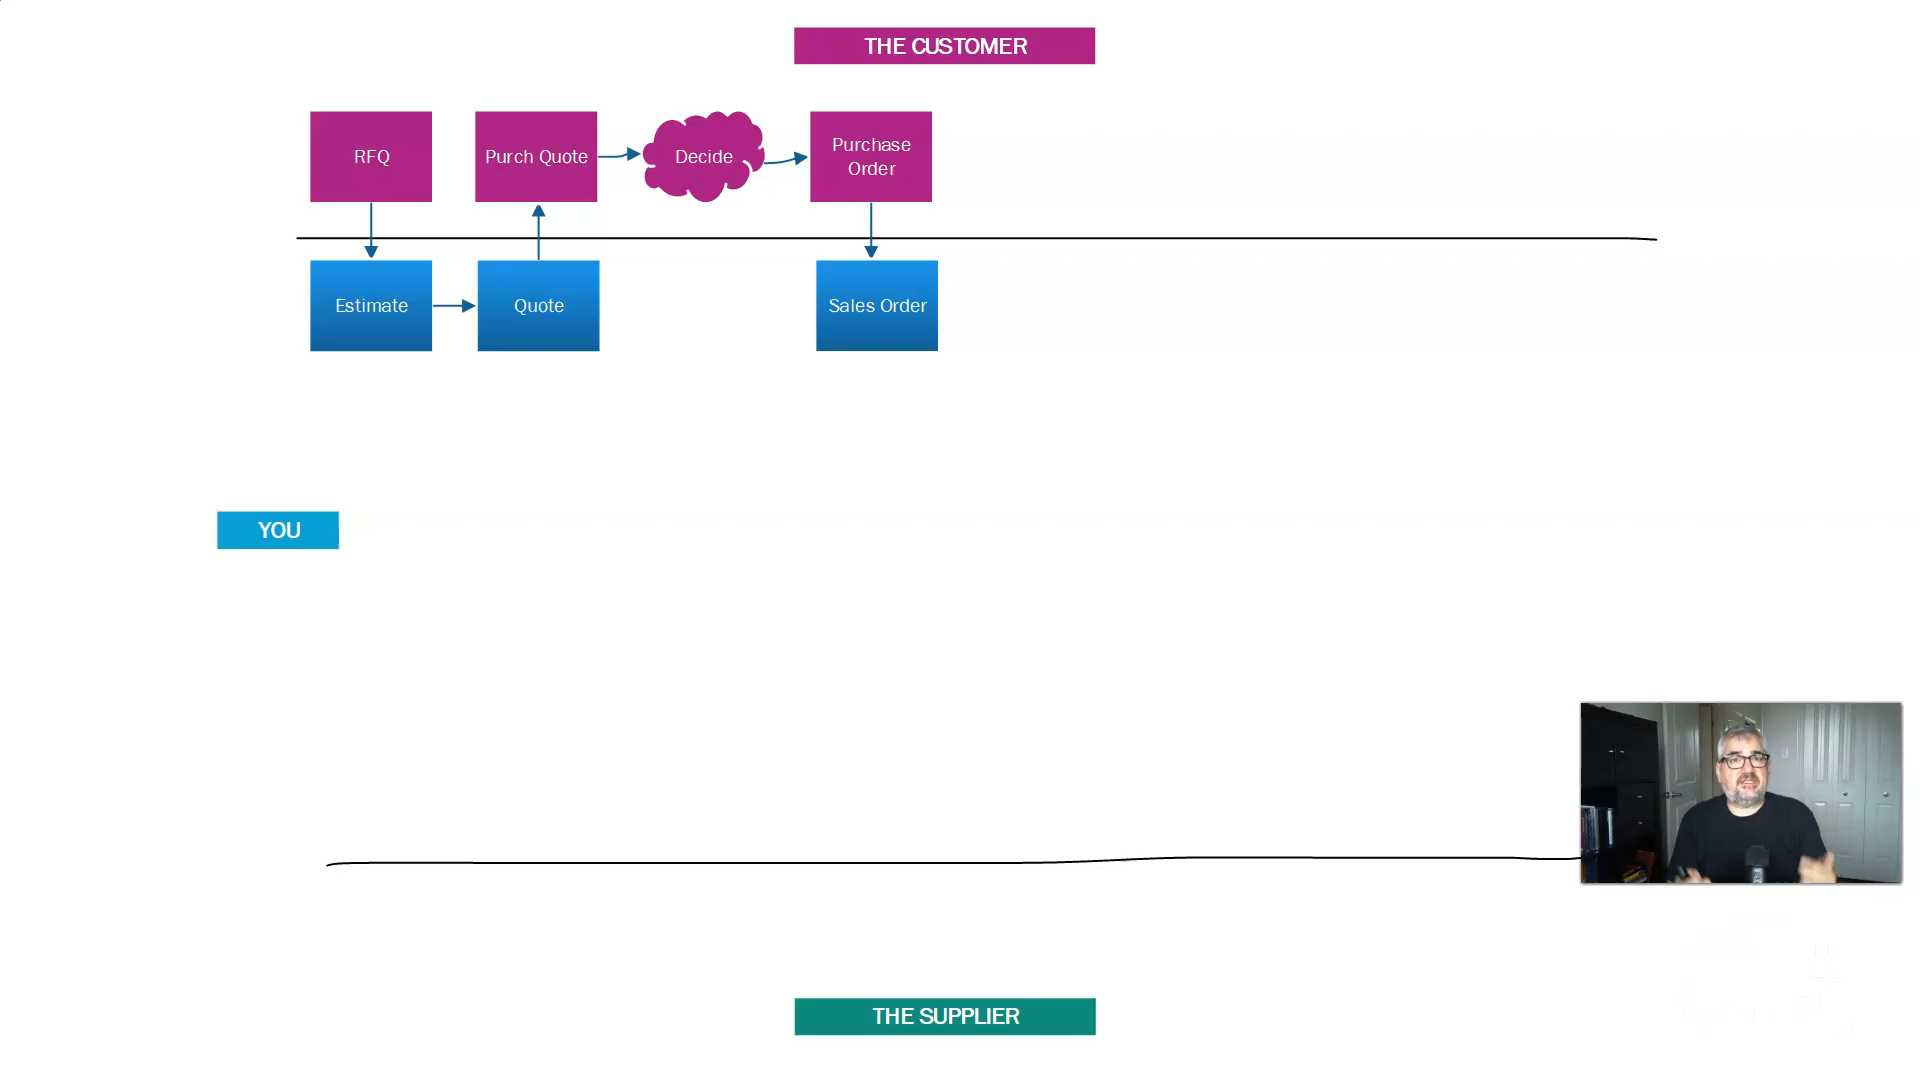 THE CUSTOMER
RFQ
Purch Quote
Decide
Purchase
Order
Estimate
Quote
Sales Order
YOU
THE SUPPLIER